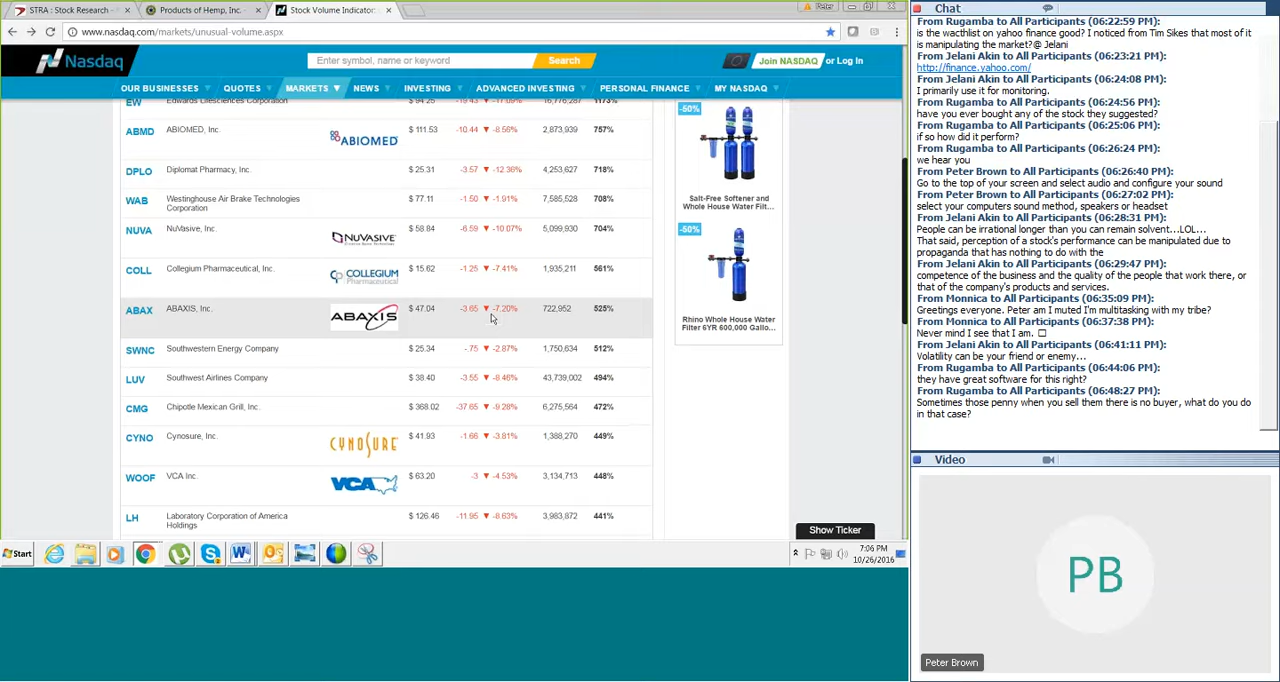 STRA : Stock Research -
Products of Hemp, Inc. -
Stock Volume Indicator:
Peter
www.nasdaq.com/markets/unusual-volume.aspx
Nasdaq
Enter symbol, name or keyword
Search
Join NASDAQ or Log In
OUR BUSINESSES
QUOTES
MARKETS
NEWS
INVESTING
ADVANCED INVESTING
PERSONAL FINANCE
MY NASDAQ
EW Edwards Lifesciences Corporation $ 94.25 -19.43 ▼ -17.09% 16,776,287 1173%
ABMD ABIOMED, Inc. ABIOMED $ 111.53 -10.44 ▼ -8.56% 2,873,939 757%
DPLO Diplomat Pharmacy, Inc. $ 25.31 -3.57 ▼ -12.36% 4,253,627 718%
WAB Westinghouse Air Brake Technologies $ 77.11 -1.50 ▼ -1.91% 7,585,528 708%
Corporation
NUVA NuVasive, Inc. NUVASIVE $ 58.84 -6.59 ▼ -10.07% 5,099,930 704%
COLL Collegium Pharmaceutical, Inc. COLLEGIUM $ 15.62 -1.25 ▼ -7.41% 1,935,211 561%
Pharmaceutical
ABAX ABAXIS, Inc. ABAXIS $ 47.04 -3.65 ▼ -7.20% 722,952 525%
SWNC Southwestern Energy Company $ 25.34 -.75 ▼ -2.87% 1,750,634 512%
LUV Southwest Airlines Company $ 38.40 -3.55 ▼ -8.46% 43,739,002 494%
CMG Chipotle Mexican Grill, Inc. $ 368.02 -37.65 ▼ -9.28% 6,275,564 472%
CYNO Cynosure, Inc. CYNOSURE $ 41.93 -1.66 ▼ -3.81% 1,388,270 449%
WOOF VCA Inc. VCA $ 63.20 -3 ▼ -4.53% 3,134,713 448%
LH Laboratory Corporation of America $ 126.46 -11.95 ▼ -8.63% 3,983,872 441%
Holdings
-50%
Salt-Free Softener and
Whole House Water Filt...
-50%
Rhino Whole House Water
Filter 6YR 600,000 Gallo...
Show Ticker
Start
7:06 PM
10/26/2016
Chat
From Rugamba to All Participants (06:22:59 PM):
is the wacthlist on yahoo finance good? I noticed from Tim Sikes that most of it
is manipulating the market?@ Jelani
From Jelani Akin to All Participants (06:23:21 PM):
http://finance.yahoo.com/
From Jelani Akin to All Participants (06:24:08 PM):
I primarily use it for monitoring.
From Rugamba to All Participants (06:24:56 PM):
have you ever bought any of the stock they suggested?
From Rugamba to All Participants (06:25:06 PM):
if so how did it perform?
From Rugamba to All Participants (06:26:24 PM):
we hear you
From Peter Brown to All Participants (06:26:40 PM):
Go to the top of your screen and select audio and configure your sound
From Peter Brown to All Participants (06:27:02 PM):
select your computers sound method, speakers or headset
From Jelani Akin to All Participants (06:28:31 PM):
People can be irrational longer than you can remain solvent...LOL...
That said, perception of a stock's performance can be manipulated due to
propaganda that has nothing to do with the
From Jelani Akin to All Participants (06:29:47 PM):
competence of the business and the quality of the people that work there, or
that of the company's products and services.
From Monnica to All Participants (06:35:09 PM):
Greetings everyone. Peter am I muted I'm multitasking with my tribe?
From Monnica to All Participants (06:37:38 PM):
Never mind I see that I am.
From Jelani Akin to All Participants (06:41:11 PM):
Volatility can be your friend or enemy...
From Rugamba to All Participants (06:44:06 PM):
they have great software for this right?
From Rugamba to All Participants (06:48:27 PM):
Sometimes those penny when you sell them there is no buyer, what do you do
in that case?
Video
PB
Peter Brown